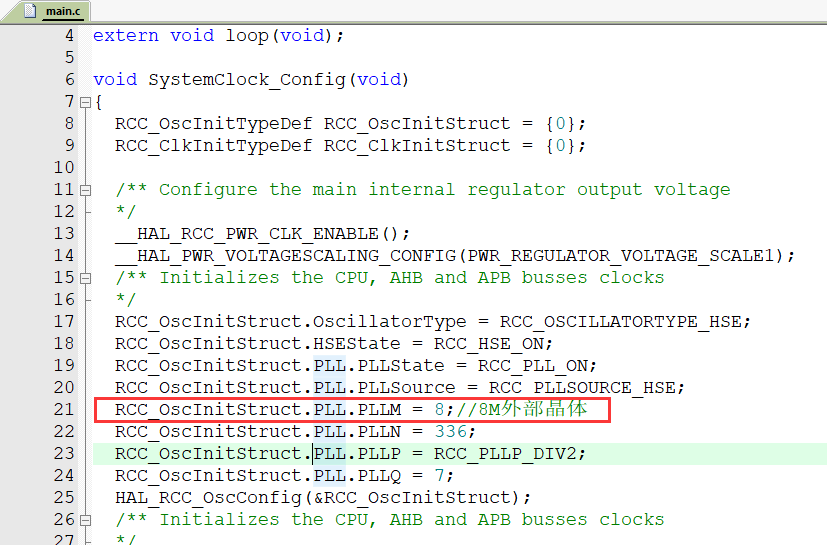 main.c
4 extern void loop(void);
5
6 void SystemClock_Config(void)
7 {
8 RCC_OscInitTypeDef RCC_OscInitStruct = {0};
9 RCC_ClkInitTypeDef RCC_ClkInitStruct = {0};
10
11 /** Configure the main internal regulator output voltage
12 */
13 __HAL_RCC_PWR_CLK_ENABLE();
14 __HAL_PWR_VOLTAGESCALING_CONFIG(PWR_REGULATOR_VOLTAGE_SCALE1);
15 /** Initializes the CPU, AHB and APB busses clocks
16 */
17 RCC_OscInitStruct.OscillatorType = RCC_OSCILLATORTYPE_HSE;
18 RCC_OscInitStruct.HSEState = RCC_HSE_ON;
19 RCC_OscInitStruct.PLL.PLLState = RCC_PLL_ON;
20 RCC_OscInitStruct.PLL.PLLSource = RCC_PLLSOURCE_HSE;
21 RCC_OscInitStruct.PLL.PLLM = 8;//8M外部晶体
22 RCC_OscInitStruct.PLL.PLLN = 336;
23 RCC_OscInitStruct.PLL.PLLP = RCC_PLLP_DIV2;
24 RCC_OscInitStruct.PLL.PLLQ = 7;
25 HAL_RCC_OscConfig(&RCC_OscInitStruct);
26 /** Initializes the CPU, AHB and APB busses clocks
27 */